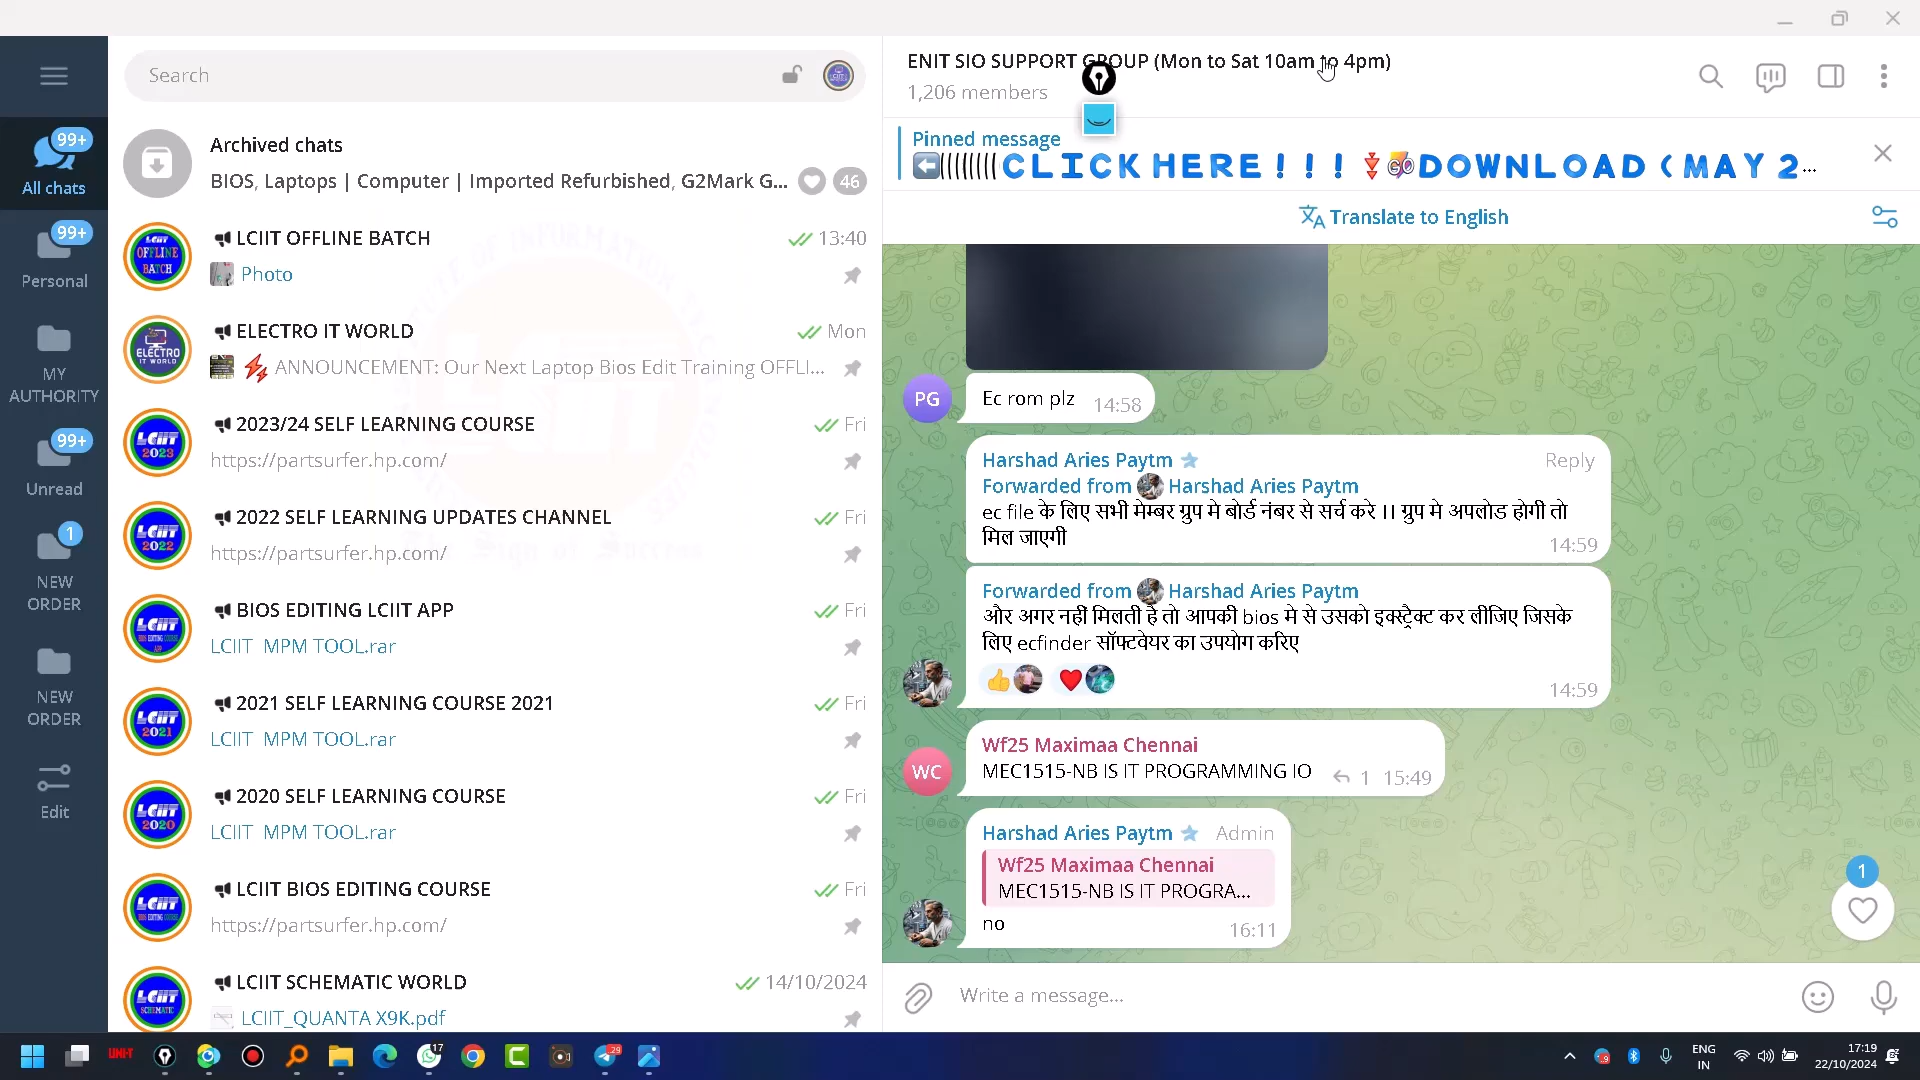 Search
All chats
99+
Personal
99+
MY
AUTHORITY
Unread
99+
NEW
ORDER
1
NEW
ORDER
Edit
Archived chats
BIOS, Laptops | Computer | Imported Refurbished, G2Mark G...
46
LCIIT OFFLINE BATCH
13:40
Photo
ELECTRO IT WORLD
Mon
ANNOUNCEMENT: Our Next Laptop Bios Edit Training OFFLI...
2023/24 SELF LEARNING COURSE
Fri
https://partsurfer.hp.com/
2022 SELF LEARNING UPDATES CHANNEL
Fri
https://partsurfer.hp.com/
BIOS EDITING LCIIT APP
Fri
LCIIT MPM TOOL.rar
2021 SELF LEARNING COURSE 2021
Fri
LCIIT MPM TOOL.rar
2020 SELF LEARNING COURSE
Fri
LCIIT MPM TOOL.rar
LCIIT BIOS EDITING COURSE
Fri
https://partsurfer.hp.com/
LCIIT SCHEMATIC WORLD
14/10/2024
LCIIT_QUANTA X9K.pdf
ENIT SIO SUPPORT GROUP (Mon to Sat 10am to 4pm)
1,206 members
Pinned message
((((((((CLICK HERE!!! DOWNLOAD (MAY 2...
Translate to English
PG
Ec rom plz 14:58
Harshad Aries Paytm Reply
Forwarded from Harshad Aries Paytm
ec file के लिए सभी मेम्बर ग्रुप मे बोर्ड नंबर से सर्च करे ।। ग्रुप मे अपलोड होगी तो
मिल जाएगी
14:59
Forwarded from Harshad Aries Paytm
और अगर नहीं मिलती है तो आपकी bios मे से उसको इक्स्ट्रैक्ट कर लीजिए जिसके
लिए ecfinder सॉफ्टवेयर का उपयोग करिए
14:59
WC
Wf25 Maximaa Chennai
MEC1515-NB IS IT PROGRAMMING IO 1 15:49
Harshad Aries Paytm Admin
Wf25 Maximaa Chennai
MEC1515-NB IS IT PROGRA...
no
16:11
1
Write a message...
UNI-T
17
29
ENG
IN
17:19
22/10/2024